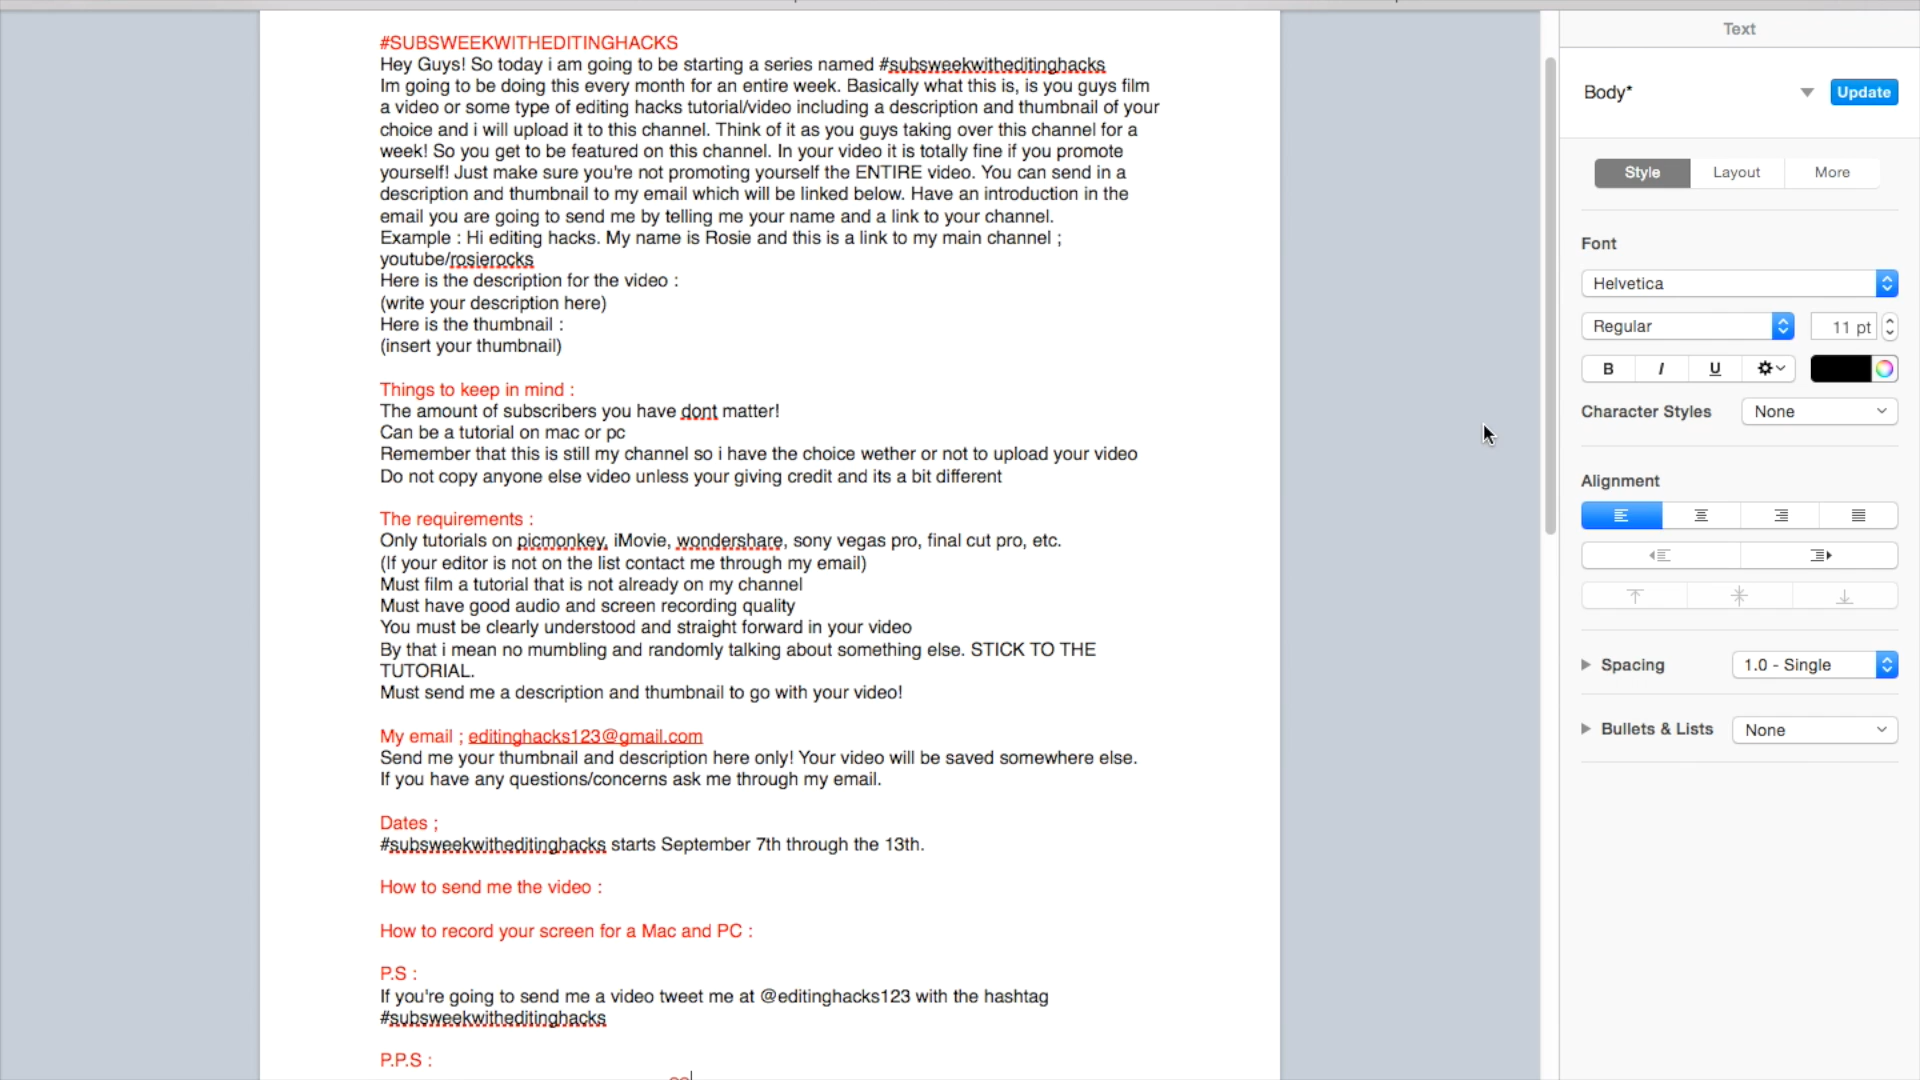 Text
#SUBSWEEKWITHEDITINGHACKS
Hey Guys! So today i am going to be starting a series named #subsweekwitheditinghacks
Im going to be doing this every month for an entire week. Basically what this is, is you guys film
a video or some type of editing hacks tutorial/video including a description and thumbnail of your
choice and i will upload it to this channel. Think of it as you guys taking over this channel for a
week! So you get to be featured on this channel. In your video it is totally fine if you promote
yourself! Just make sure you're not promoting yourself the ENTIRE video. You can send in a
description and thumbnail to my email which will be linked below. Have an introduction in the
email you are going to send me by telling me your name and a link to your channel.
Example : Hi editing hacks. My name is Rosie and this is a link to my main channel ;
youtube/rosierocks
Here is the description for the video :
(write your description here)
Here is the thumbnail :
(insert your thumbnail)
Things to keep in mind :
The amount of subscribers you have dont matter!
Can be a tutorial on mac or pc
Remember that this is still my channel so i have the choice wether or not to upload your video
Do not copy anyone else video unless your giving credit and its a bit different
The requirements :
Only tutorials on picmonkey, iMovie, wondershare, sony vegas pro, final cut pro, etc.
(If your editor is not on the list contact me through my email)
Must film a tutorial that is not already on my channel
Must have good audio and screen recording quality
You must be clearly understood and straight forward in your video
By that i mean no mumbling and randomly talking about something else. STICK TO THE
TUTORIAL.
Must send me a description and thumbnail to go with your video!
My email ; editinghacks123@gmail.com
Send me your thumbnail and description here only! Your video will be saved somewhere else.
If you have any questions/concerns ask me through my email.
Dates ;
#subsweekwitheditinghacks starts September 7th through the 13th.
How to send me the video :
How to record your screen for a Mac and PC :
P.S :
If you're going to send me a video tweet me at @editinghacks123 with the hashtag
#subsweekwitheditinghacks
P.P.S :
Body*
Update
Style Layout More
Font
Helvetica
Regular 11 pt
B I U
Character Styles None
Alignment
Spacing 1.0 - Single
Bullets & Lists None